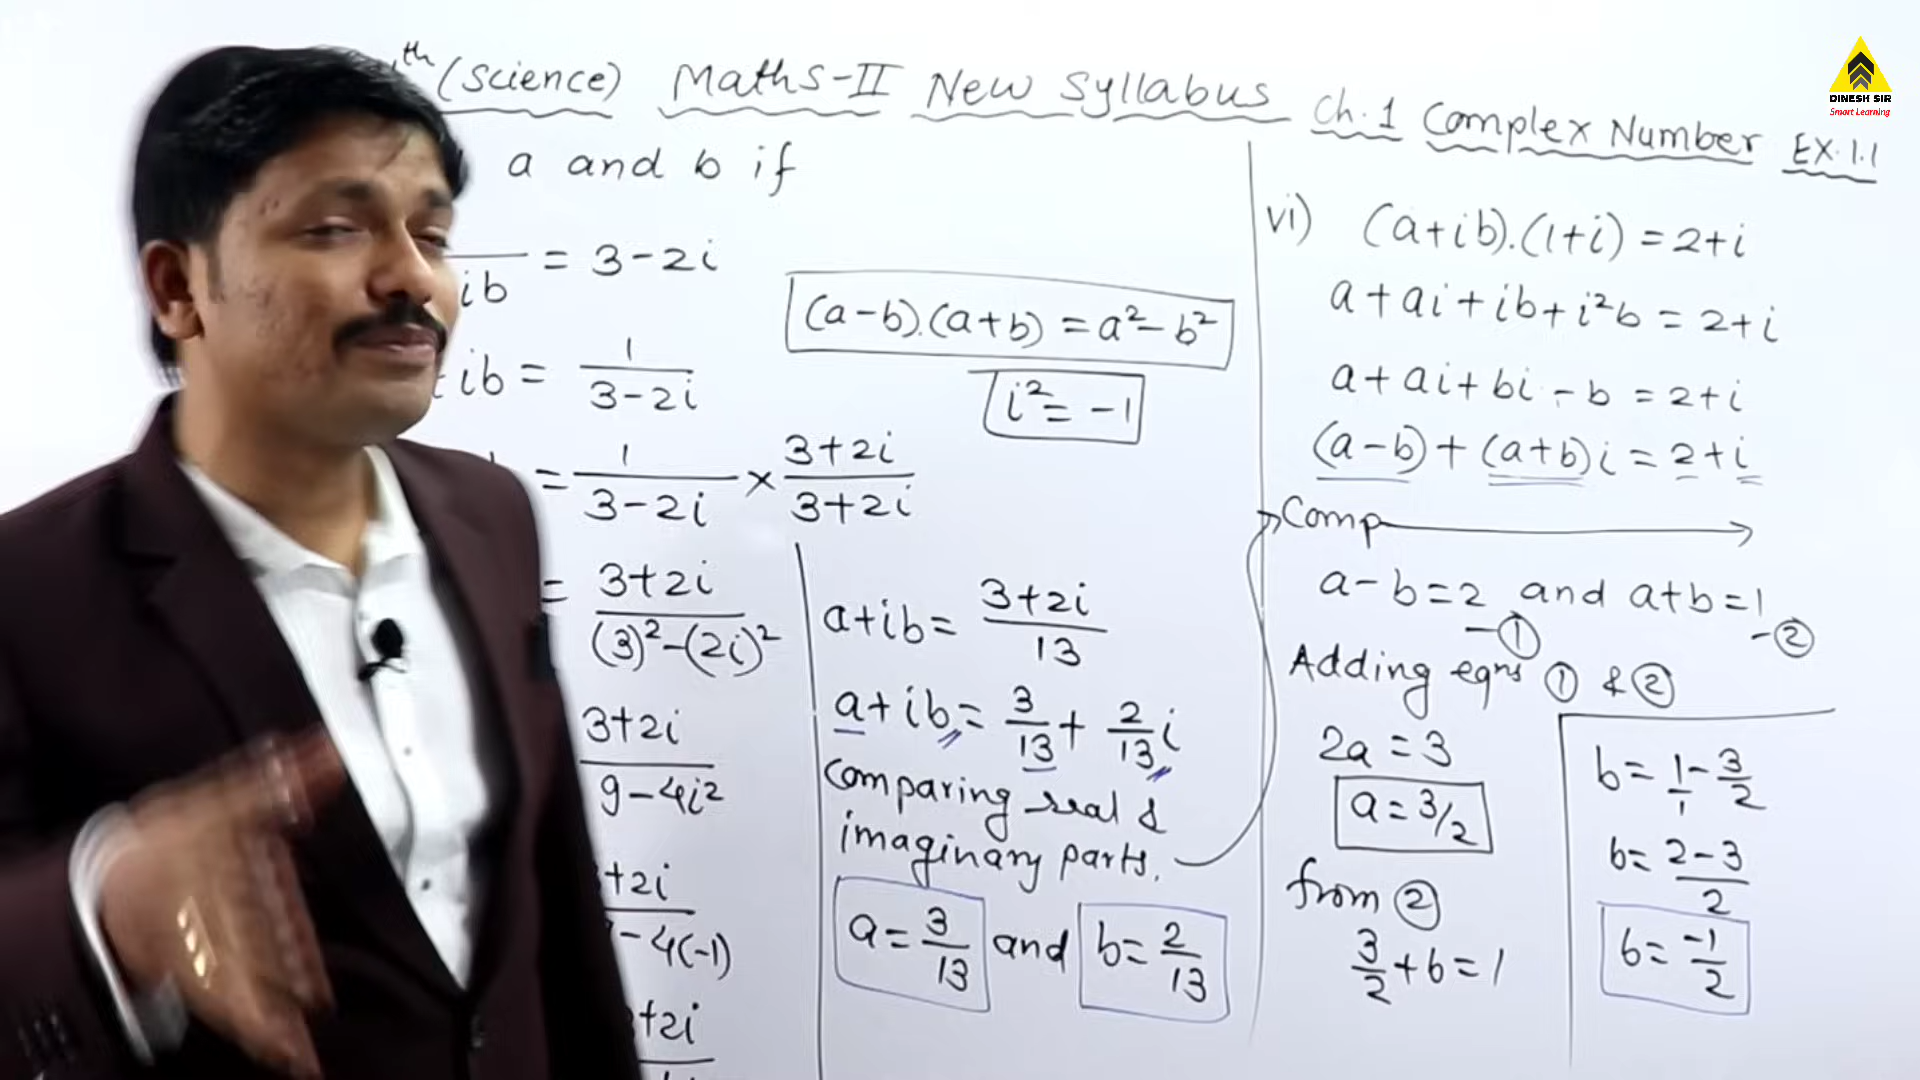 th (Science) Maths-II New Syllabus Ch.1 Complex Number EX.1.1
DINESH SIR
Smart Learning
a and b if
ib = 3-2i
ib = 1/(3-2i)
= 1/(3-2i) × (3+2i)/(3+2i)
= (3+2i)/((3)²-(2i)²)
3+2i
9-4i²
+2i
-4(-1)
+2i
(a-b).(a+b) = a²-b²
i² = -1
a+ib = (3+2i)/13
a+ib = 3/13 + 2/13 i
Comparing real &
imaginary parts.
a = 3/13 and b = 2/13
vi) (a+ib).(1+i) = 2+i
a+ai+ib+i²b = 2+i
a+ai+bi-b = 2+i
(a-b)+(a+b)i = 2+i
Comp
a-b=2 and a+b=1
-① -②
Adding eqns ① & ②
2a = 3
a = 3/2
from ②
3/2 + b = 1
b = 1/1 - 3/2
b = (2-3)/2
b = -1/2